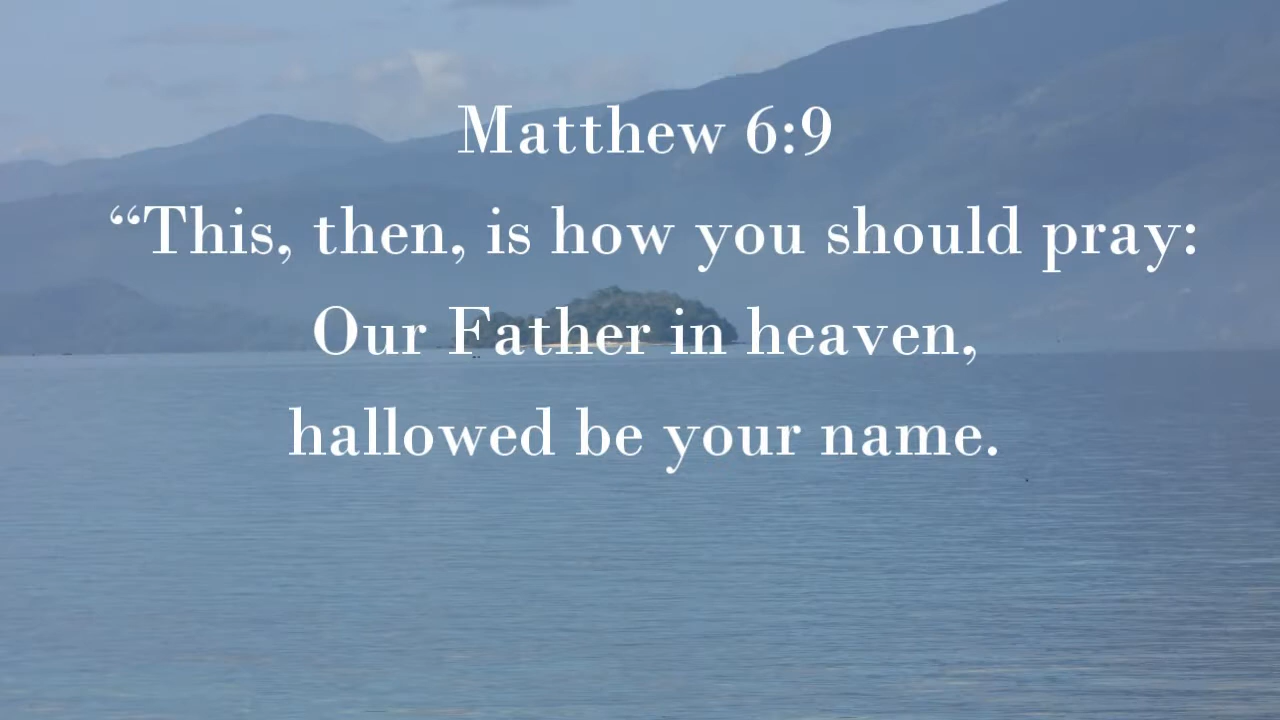 Matthew 6:9
“This, then, is how you should pray:
Our Father in heaven,
hallowed be your name.